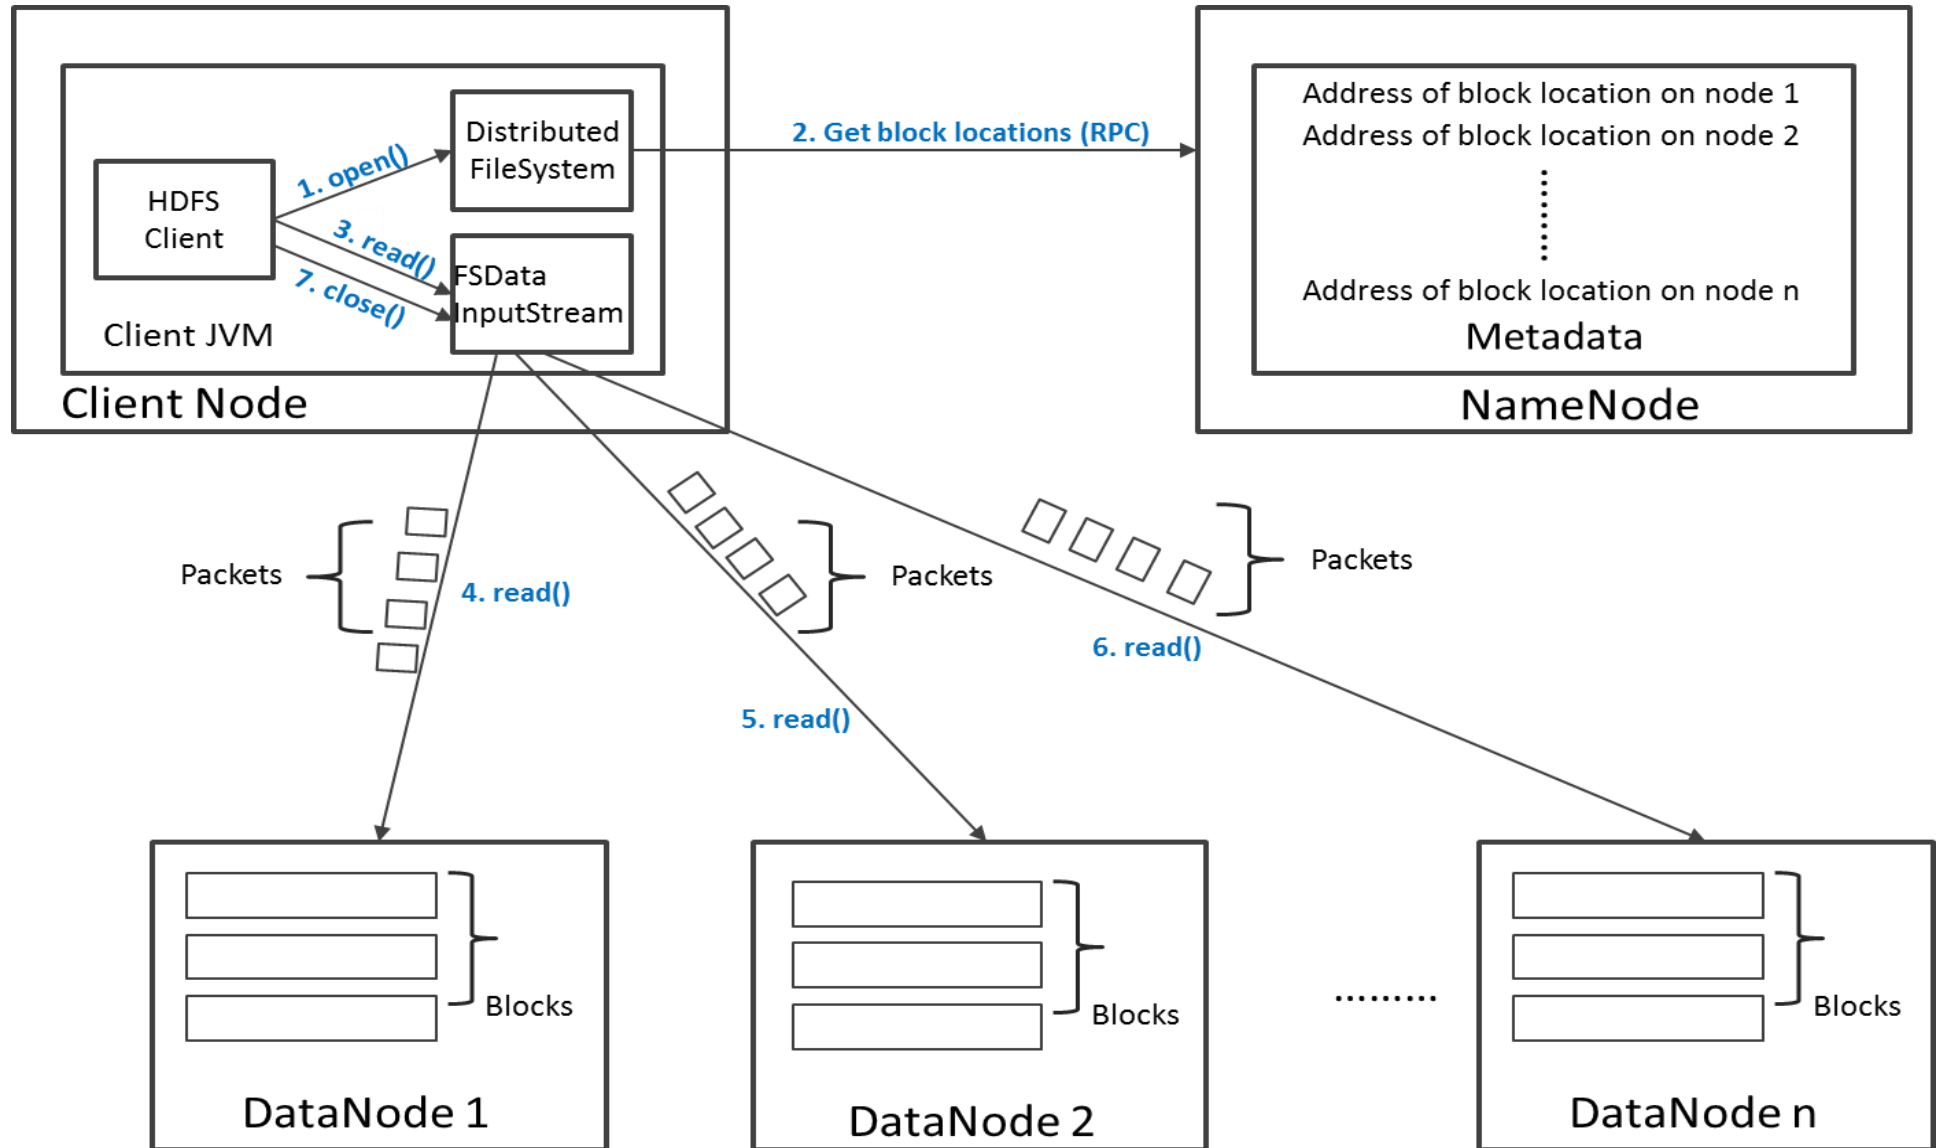 HDFS
Client
1. open()
3. read()
7. close()
Distributed
FileSystem
FSData
InputStream
Client JVM
Client Node
2. Get block locations (RPC)
Address of block location on node 1
Address of block location on node 2
Address of block location on node n
Metadata
NameNode
Packets
4. read()
Packets
5. read()
Packets
6. read()
Blocks
DataNode 1
Blocks
DataNode 2
.........
Blocks
DataNode n